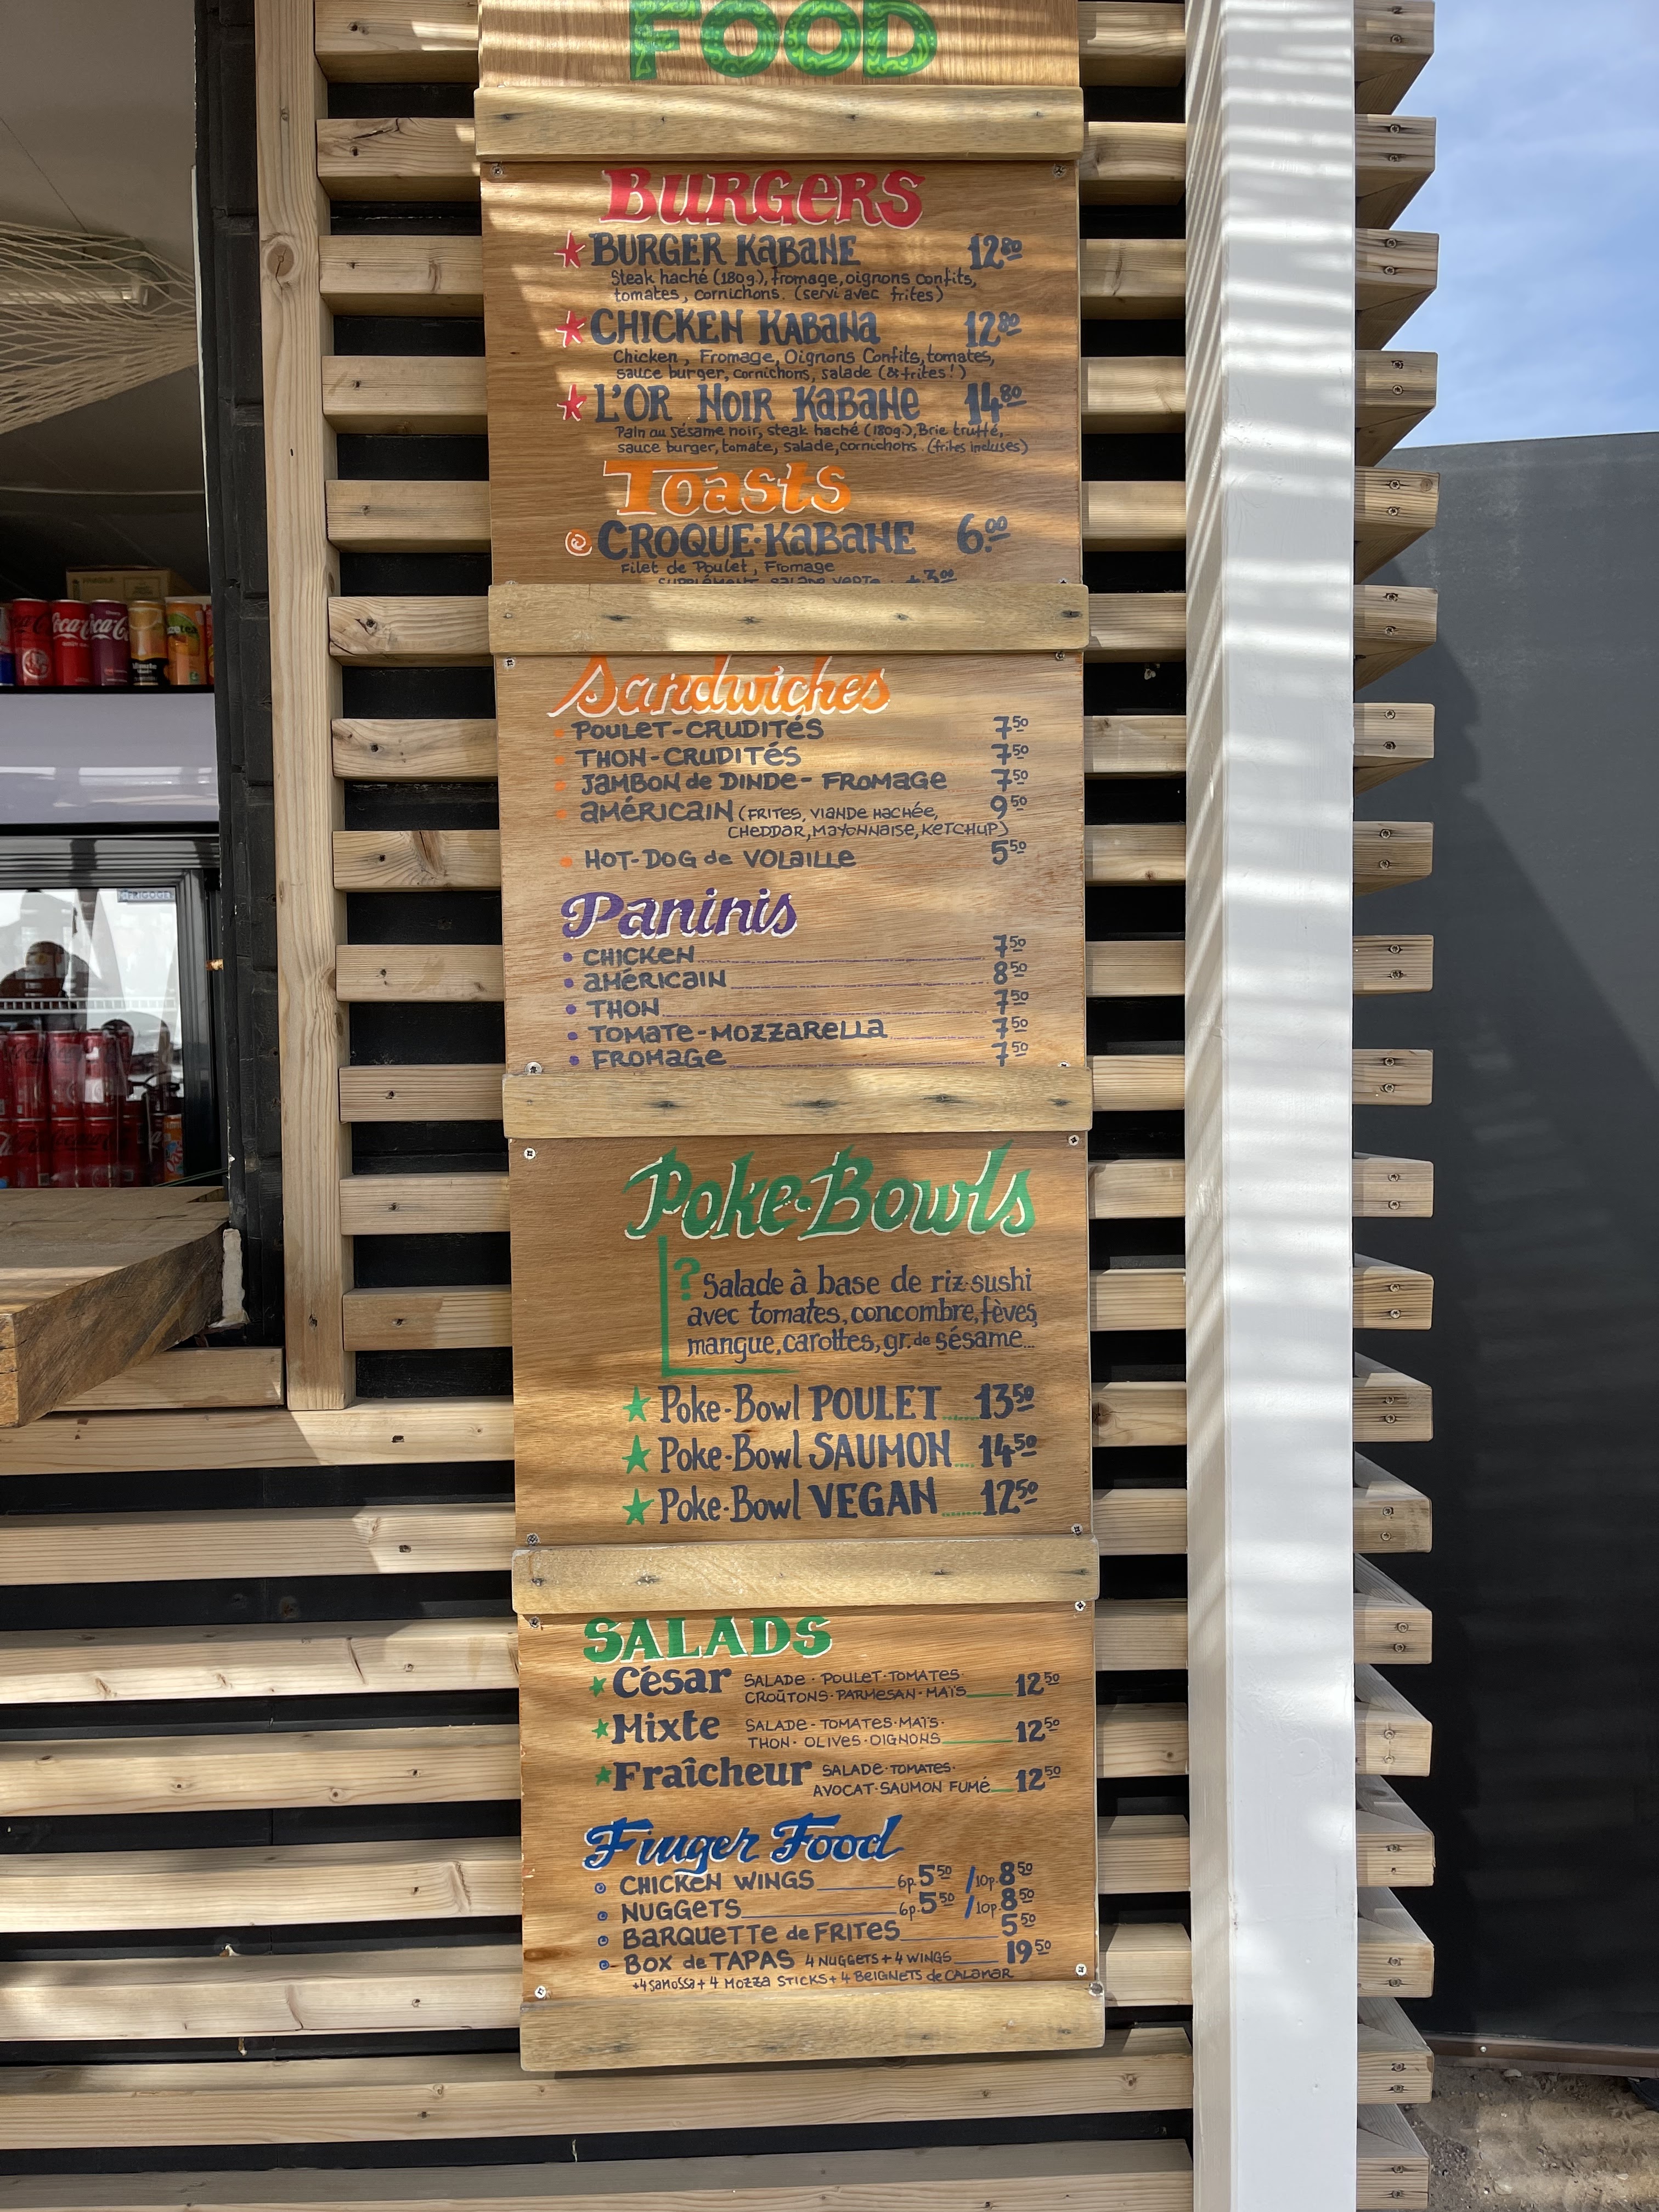 FOOD
BURGERS
BURGER KABANE 12.80
Steak haché (180g.), fromage, oignons confits,
tomates, cornichons. (servi avec frites)
CHICKEN KABANA 12.80
Chicken, Fromage, Oignons Confits, tomates,
sauce burger, cornichons, salade (& frites!)
L'OR NOIR KABANE 14.80
Pain au sésame noir, steak haché (180g.), Brie truffé,
sauce burger, tomate, salade, cornichons. (frites incluses)
Toasts
CROQUE·KABANE 6.00
Filet de Poulet, Fromage
SUPPLÉMENT SALADE VERTE : +3.00
Sandwiches
POULET-CRUDITÉS 7.50
THON-CRUDITÉS 7.50
JAMBON de DINDE-FROMAGE 7.50
AMÉRICAIN (FRITES, VIANDE HACHÉE, 9.50
CHEDDAR, MAYONNAISE, KETCHUP)
HOT-DOG de VOLAILLE 5.50
Paninis
CHICKEN 7.50
AMÉRICAIN 8.50
THON 7.50
TOMATE-MOZZARELLA 7.50
FROMAGE 7.50
Poke-Bowls
? Salade à base de riz·sushi
avec tomates, concombre, fèves,
mangue, carottes, gr. de sésame...
Poke-Bowl POULET 13.50
Poke-Bowl SAUMON 14.50
Poke-Bowl VEGAN 12.50
SALADS
César SALADE·POULET·TOMATES·
CROÛTONS·PARMESAN·MAÏS 12.50
Mixte SALADE-TOMATES·MAÏS·
THON·OLIVES·OIGNONS 12.50
Fraîcheur SALADE·TOMATES·
AVOCAT·SAUMON FUMÉ 12.50
Finger Food
CHICKEN WINGS 6p. 5.50 / 10p. 8.50
NUGGETS 6p. 5.50 / 10p. 8.50
BARQUETTE de FRITES 5.50
BOX de TAPAS 4 NUGGETS + 4 WINGS 19.50
+4 SAMOSSA + 4 MOZZA STICKS + 4 BEIGNETS de CALAMAR
Coca-Cola
Coca-C